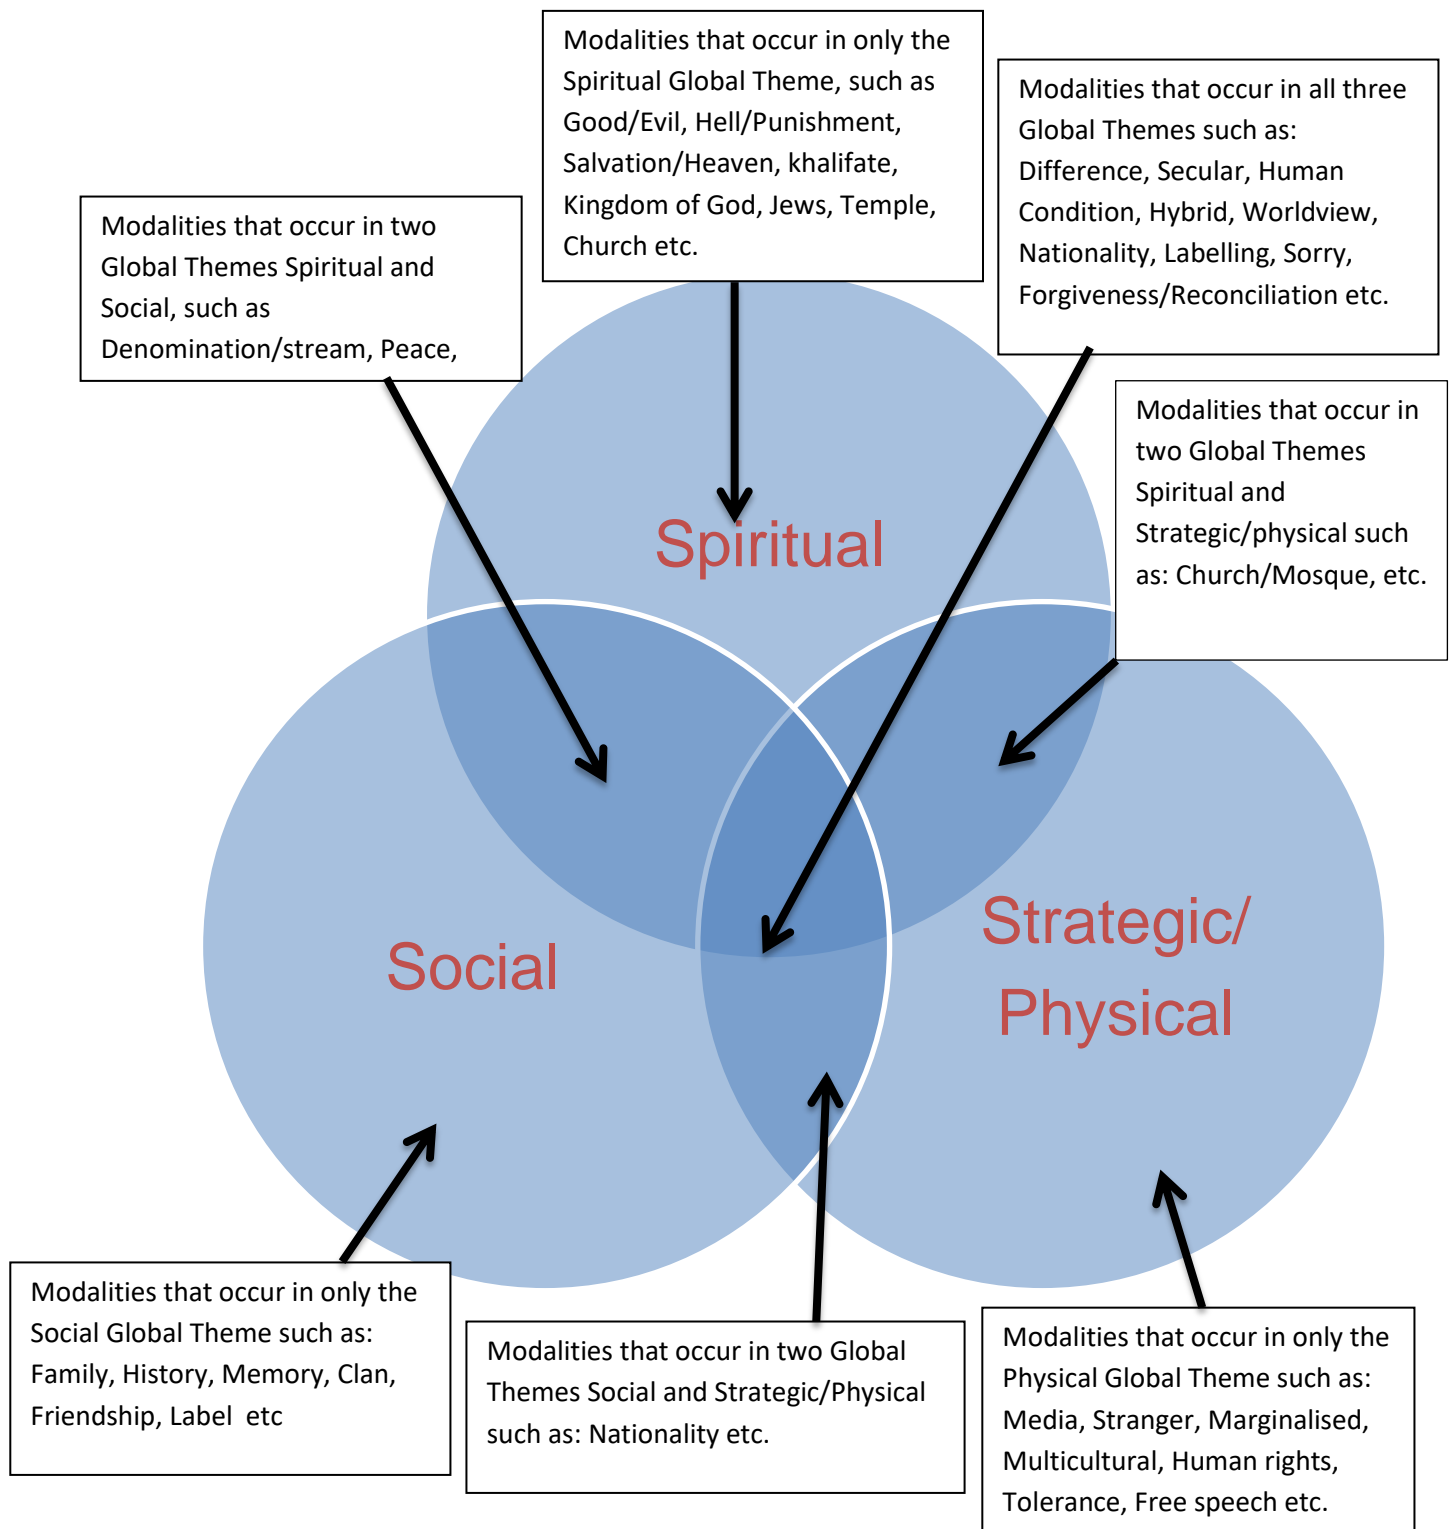 Modalities that occur in only the
Spiritual Global Theme, such as
Good/Evil, Hell/Punishment,
Salvation/Heaven, khalifate,
Kingdom of God, Jews, Temple,
Church etc.
Modalities that occur in all three
Global Themes such as:
Difference, Secular, Human
Condition, Hybrid, Worldview,
Nationality, Labelling, Sorry,
Forgiveness/Reconciliation etc.
Modalities that occur in two
Global Themes Spiritual and
Social, such as
Denomination/stream, Peace,
Modalities that occur in
two Global Themes
Spiritual and
Strategic/physical such
as: Church/Mosque, etc.
Spiritual
Social
Strategic/
Physical
Modalities that occur in only the
Social Global Theme such as:
Family, History, Memory, Clan,
Friendship, Label  etc
Modalities that occur in two Global
Themes Social and Strategic/Physical
such as: Nationality etc.
Modalities that occur in only the
Physical Global Theme such as:
Media, Stranger, Marginalised,
Multicultural, Human rights,
Tolerance, Free speech etc.